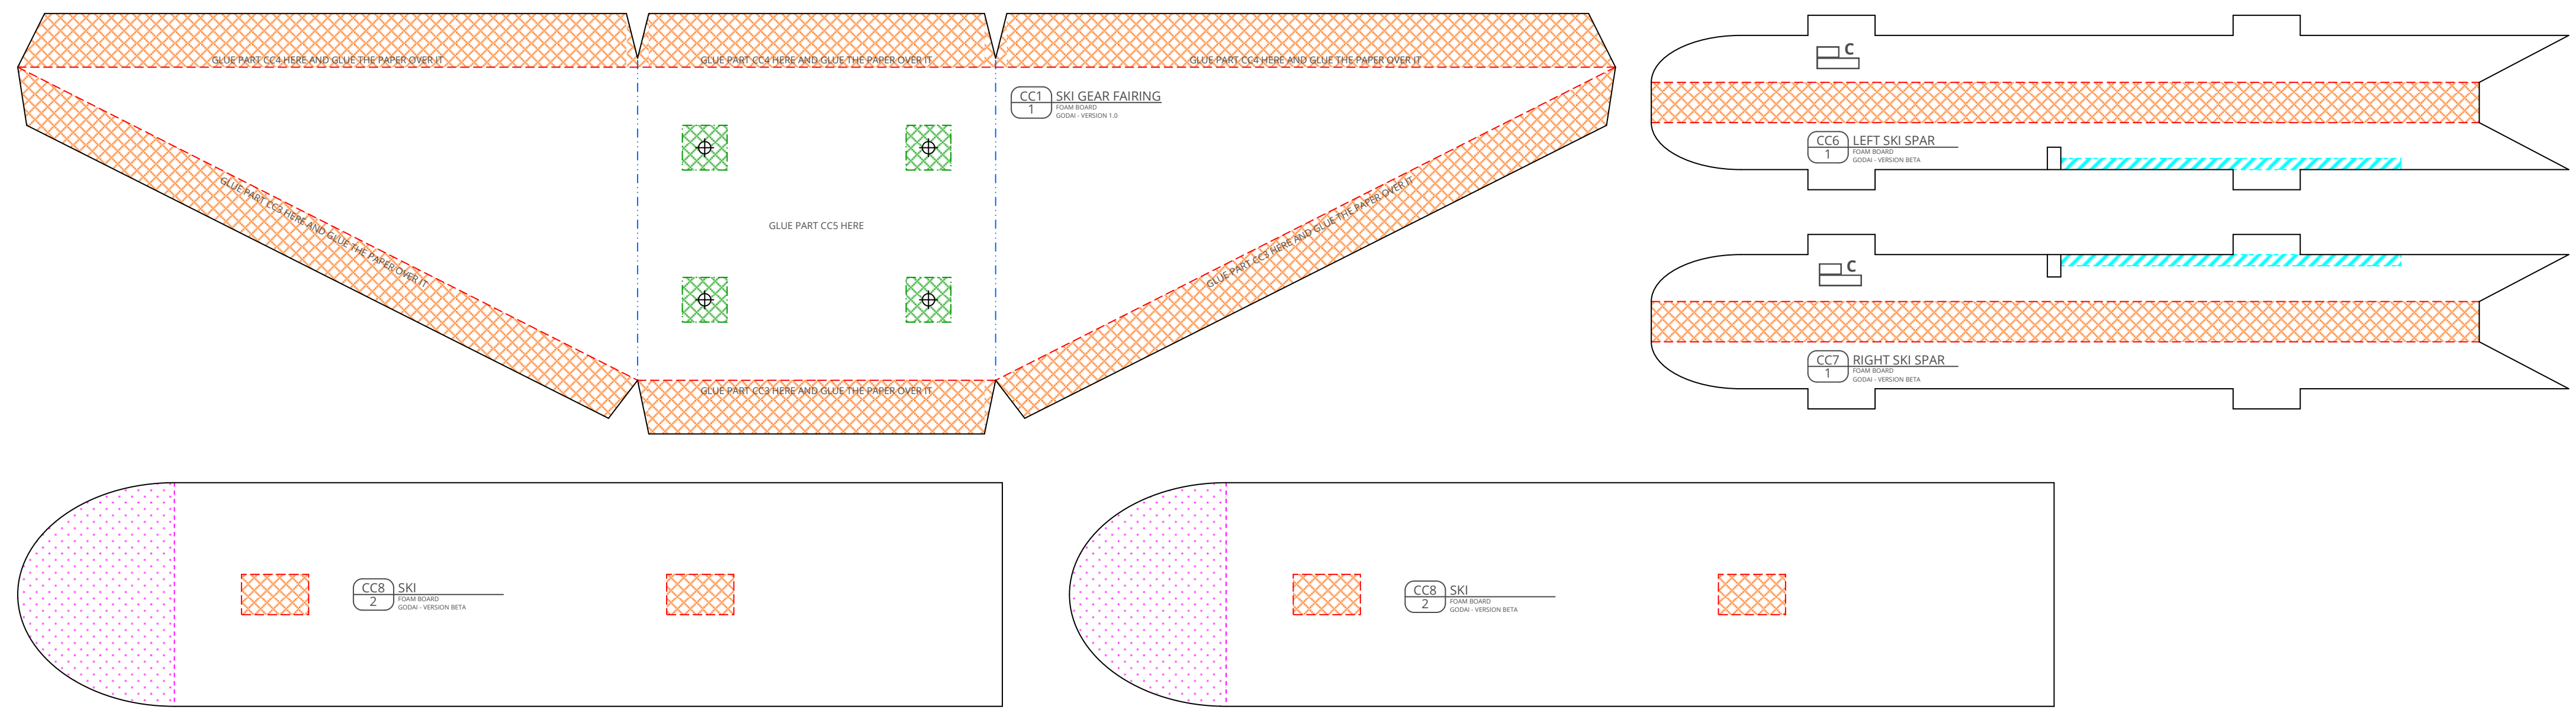 GLUE PART CC4 HERE AND GLUE THE PAPER OVER IT
GLUE PART CC4 HERE AND GLUE THE PAPER OVER IT
GLUE PART CC4 HERE AND GLUE THE PAPER OVER IT
CC1
1
SKI GEAR FAIRING
FOAM BOARD
GODAI - VERSION 1.0
GLUE PART CC3 HERE AND GLUE THE PAPER OVER IT
GLUE PART CC5 HERE
GLUE PART CC3 HERE AND GLUE THE PAPER OVER IT
GLUE PART CC3 HERE AND GLUE THE PAPER OVER IT
C
CC6
1
LEFT SKI SPAR
FOAM BOARD
GODAI - VERSION BETA
C
CC7
1
RIGHT SKI SPAR
FOAM BOARD
GODAI - VERSION BETA
CC8
2
SKI
FOAM BOARD
GODAI - VERSION BETA
CC8
2
SKI
FOAM BOARD
GODAI - VERSION BETA